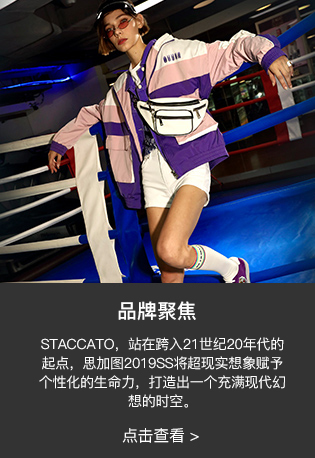 品牌聚焦
STACCATO，站在跨入21世纪20年代的
起点，思加图2019SS将超现实想象赋予
个性化的生命力，打造出一个充满现代幻
想的时空。
点击查看 >